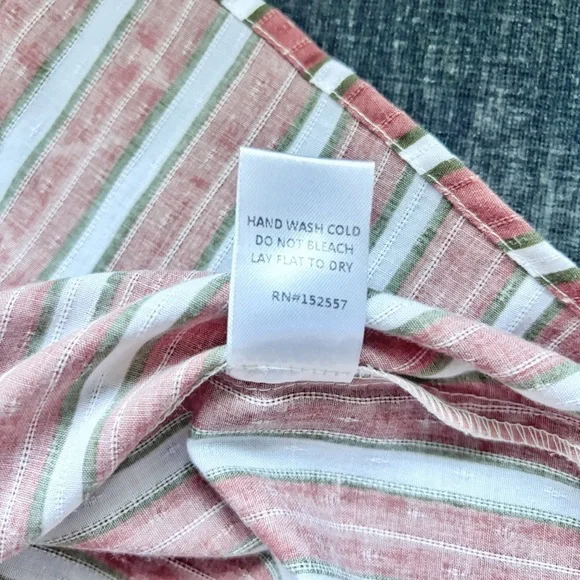 HAND WASH COLD
DO NOT BLEACH
LAY FLAT TO DRY
RN#152557